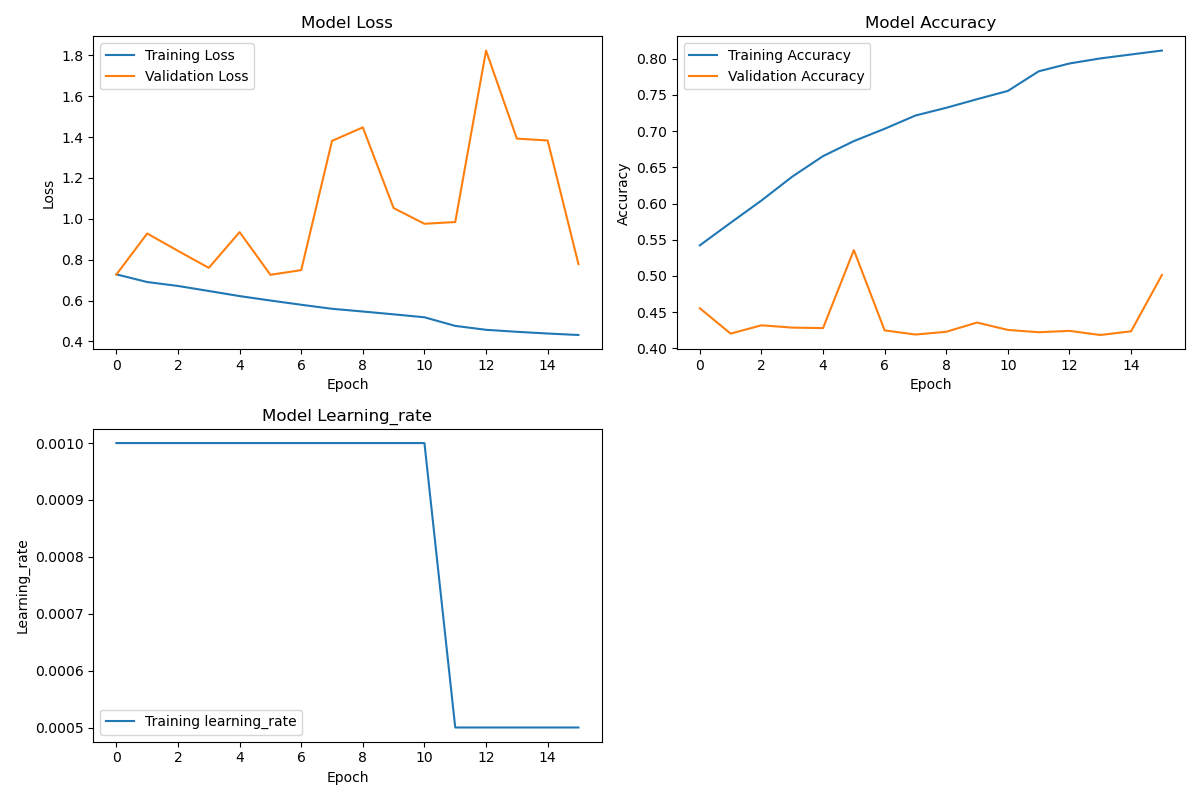 Model Loss
Training Loss
Validation Loss
1.8
1.6
1.4
1.2
1.0
0.8
0.6
0.4
Loss
0 2 4 6 8 10 12 14
Epoch
Model Accuracy
Training Accuracy
Validation Accuracy
0.80
0.75
0.70
0.65
0.60
0.55
0.50
0.45
0.40
Accuracy
0 2 4 6 8 10 12 14
Epoch
Model Learning_rate
0.0010
0.0009
0.0008
0.0007
0.0006
0.0005
Learning_rate
Training learning_rate
0 2 4 6 8 10 12 14
Epoch